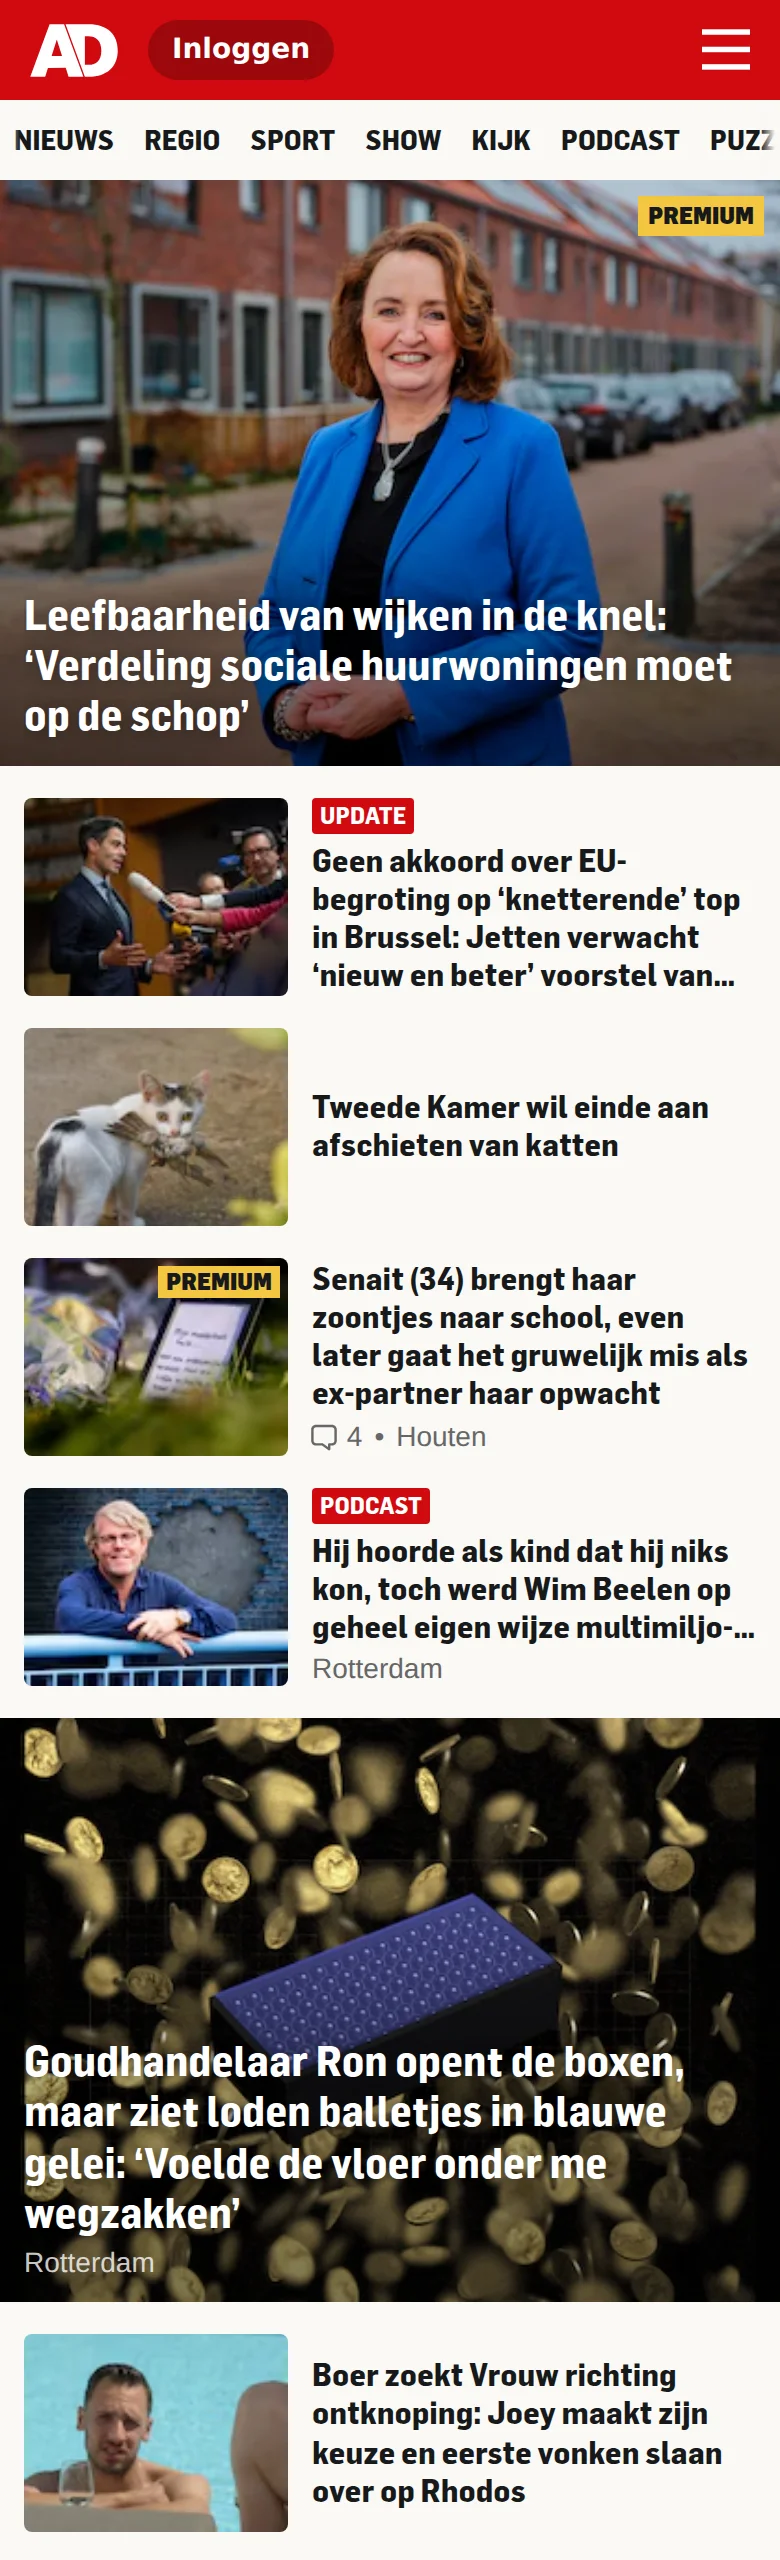 AD
Inloggen
NIEUWS REGIO SPORT SHOW KIJK PODCAST PUZZ
PREMIUM
Leefbaarheid van wijken in de knel:
‘Verdeling sociale huurwoningen moet
op de schop’
UPDATE
Geen akkoord over EU-
begroting op ‘knetterende’ top
in Brussel: Jetten verwacht
‘nieuw en beter’ voorstel van...
Tweede Kamer wil einde aan
afschieten van katten
PREMIUM
Senait (34) brengt haar
zoontjes naar school, even
later gaat het gruwelijk mis als
ex-partner haar opwacht
4 • Houten
PODCAST
Hij hoorde als kind dat hij niks
kon, toch werd Wim Beelen op
geheel eigen wijze multimiljo-...
Rotterdam
Goudhandelaar Ron opent de boxen,
maar ziet loden balletjes in blauwe
gelei: ‘Voelde de vloer onder me
wegzakken’
Rotterdam
Boer zoekt Vrouw richting
ontknoping: Joey maakt zijn
keuze en eerste vonken slaan
over op Rhodos